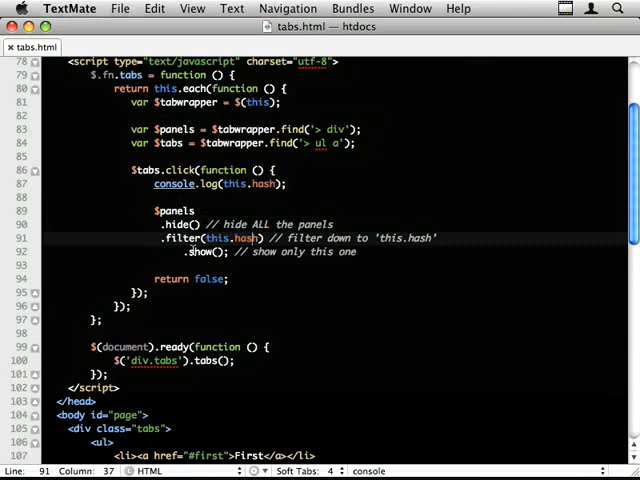 TextMate File Edit View Text Navigation Bundles Window Help
tabs.html — htdocs
× tabs.html
78 <script type="text/javascript" charset="utf-8">
79 $.fn.tabs = function () {
80 return this.each(function () {
81 var $tabwrapper = $(this);
82
83 var $panels = $tabwrapper.find('> div');
84 var $tabs = $tabwrapper.find('> ul a');
85
86 $tabs.click(function () {
87 console.log(this.hash);
88
89 $panels
90 .hide() // hide ALL the panels
91 .filter(this.hash) // filter down to 'this.hash'
92 .show(); // show only this one
93
94 return false;
95 });
96 });
97 };
98
99 $(document).ready(function () {
100 $('div.tabs').tabs();
101 });
102 </script>
103 </head>
104 <body id="page">
105 <div class="tabs">
106 <ul>
107 <li><a href="#first">First</a></li>
Line: 91 Column: 37 HTML Soft Tabs: 4 console